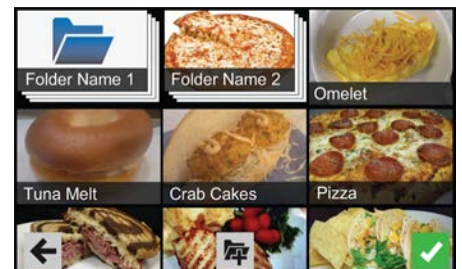 Folder Name 1
Folder Name 2
Omelet
Tuna Melt
Crab Cakes
Pizza